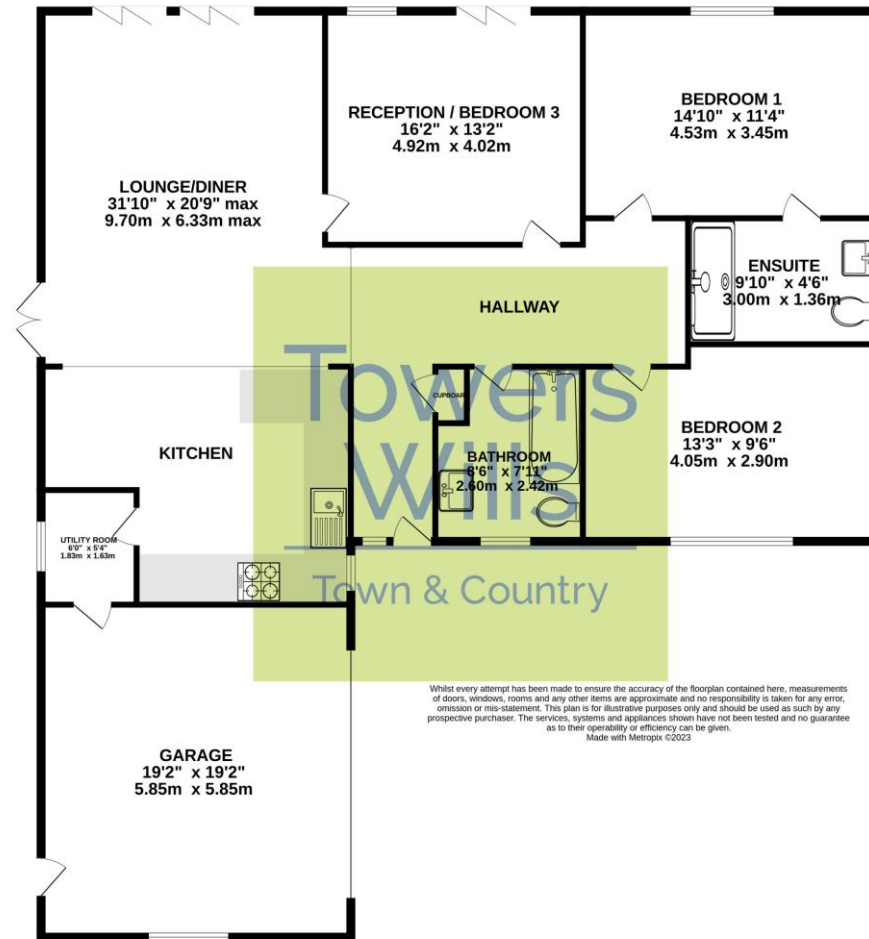 RECEPTION / BEDROOM 3
16'2" x 13'2"
4.92m x 4.02m
BEDROOM 1
14'10" x 11'4"
4.53m x 3.45m
LOUNGE/DINER
31'10" x 20'9" max
9.70m x 6.33m max
ENSUITE
9'10" x 4'6"
3.00m x 1.36m
HALLWAY
Towers
Wills
Town & Country
CUPBOARD
KITCHEN
BATHROOM
8'6" x 7'11"
2.60m x 2.42m
BEDROOM 2
13'3" x 9'6"
4.05m x 2.90m
UTILITY ROOM
6'0" x 5'4"
1.83m x 1.63m
GARAGE
19'2" x 19'2"
5.85m x 5.85m
Whilst every attempt has been made to ensure the accuracy of the floorplan contained here, measurements
of doors, windows, rooms and any other items are approximate and no responsibility is taken for any error,
omission or mis-statement. This plan is for illustrative purposes only and should be used as such by any
prospective purchaser. The services, systems and appliances shown have not been tested and no guarantee
as to their operability or efficiency can be given.
Made with Metropix ©2023